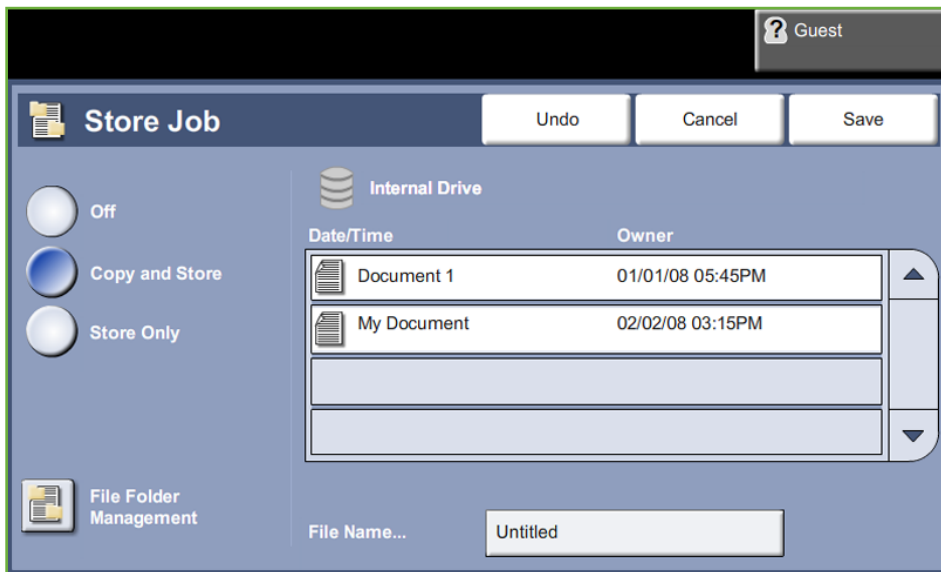 ? Guest
Store Job
Undo
Cancel
Save
Off
Copy and Store
Store Only
File Folder
Management
Internal Drive
Date/Time Owner
Document 1 01/01/08 05:45PM
My Document 02/02/08 03:15PM
File Name... Untitled